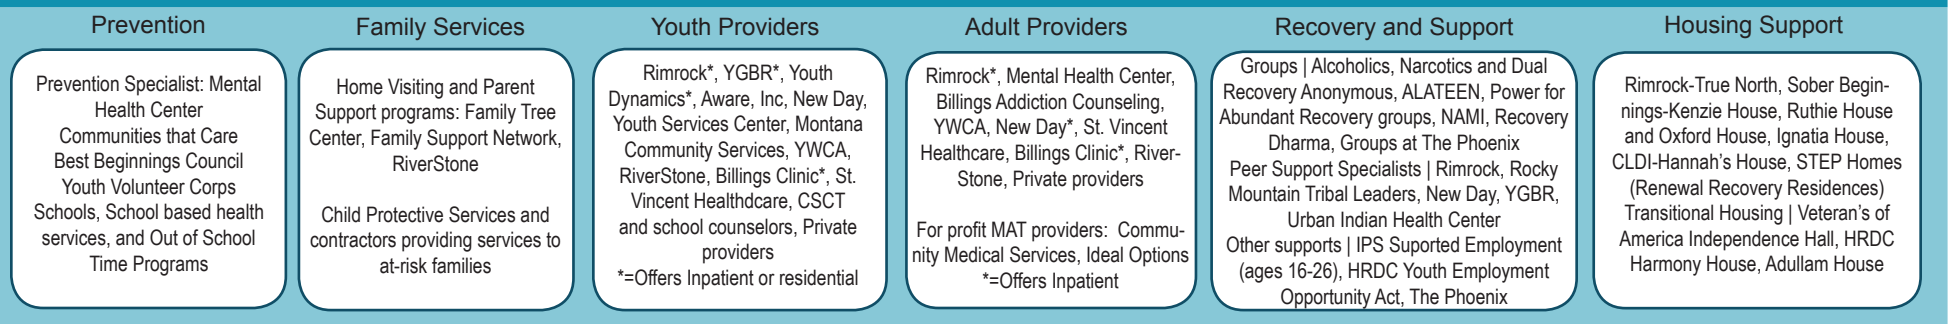 Prevention
Prevention Specialist: Mental
Health Center
Communities that Care
Best Beginnings Council
Youth Volunteer Corps
Schools, School based health
services, and Out of School
Time Programs
Family Services
Home Visiting and Parent
Support programs: Family Tree
Center, Family Support Network,
RiverStone
Child Protective Services and
contractors providing services to
at-risk families
Youth Providers
Rimrock*, YGBR*, Youth
Dynamics*, Aware, Inc, New Day,
Youth Services Center, Montana
Community Services, YWCA,
RiverStone, Billings Clinic*, St.
Vincent Healthdcare, CSCT
and school counselors, Private
providers
*=Offers Inpatient or residential
Adult Providers
Rimrock*, Mental Health Center,
Billings Addiction Counseling,
YWCA, New Day*, St. Vincent
Healthcare, Billings Clinic*, River-
Stone, Private providers
For profit MAT providers:  Commu-
nity Medical Services, Ideal Options
*=Offers Inpatient
Recovery and Support
Groups | Alcoholics, Narcotics and Dual
Recovery Anonymous, ALATEEN, Power for
Abundant Recovery groups, NAMI, Recovery
Dharma, Groups at The Phoenix
Peer Support Specialists | Rimrock, Rocky
Mountain Tribal Leaders, New Day, YGBR,
Urban Indian Health Center
Other supports | IPS Suported Employment
(ages 16-26), HRDC Youth Employment
Opportunity Act, The Phoenix
Housing Support
Rimrock-True North, Sober Begin-
nings-Kenzie House, Ruthie House
and Oxford House, Ignatia House,
CLDI-Hannah's House, STEP Homes
(Renewal Recovery Residences)
Transitional Housing | Veteran's of
America Independence Hall, HRDC
Harmony House, Adullam House